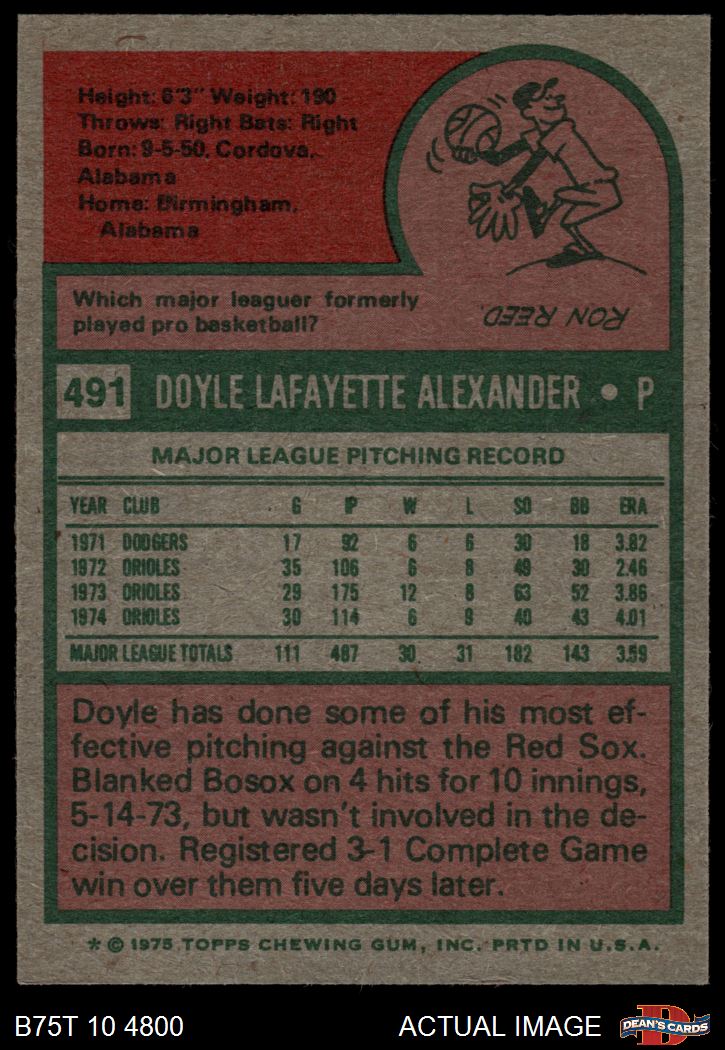 Height: 6'3" Weight: 190
Throws: Right Bats: Right
Born: 9-5-50, Cordova,
Alabama
Home: Birmingham,
Alabama
Which major leaguer formerly
played pro basketball?
RON REED.
491 DOYLE LAFAYETTE ALEXANDER • P
MAJOR LEAGUE PITCHING RECORD
YEAR CLUB G IP W L SO BB ERA
1971 DODGERS 17 92 6 6 30 18 3.82
1972 ORIOLES 35 106 6 8 49 30 2.46
1973 ORIOLES 29 175 12 8 63 52 3.86
1974 ORIOLES 30 114 6 9 40 43 4.01
MAJOR LEAGUE TOTALS 111 487 30 31 182 143 3.59
Doyle has done some of his most ef-
fective pitching against the Red Sox.
Blanked Bosox on 4 hits for 10 innings,
5-14-73, but wasn't involved in the de-
cision. Registered 3-1 Complete Game
win over them five days later.
* © 1975 TOPPS CHEWING GUM, INC. PRTD IN U.S.A.
B75T 10 4800 ACTUAL IMAGE D DEAN'S CARDS